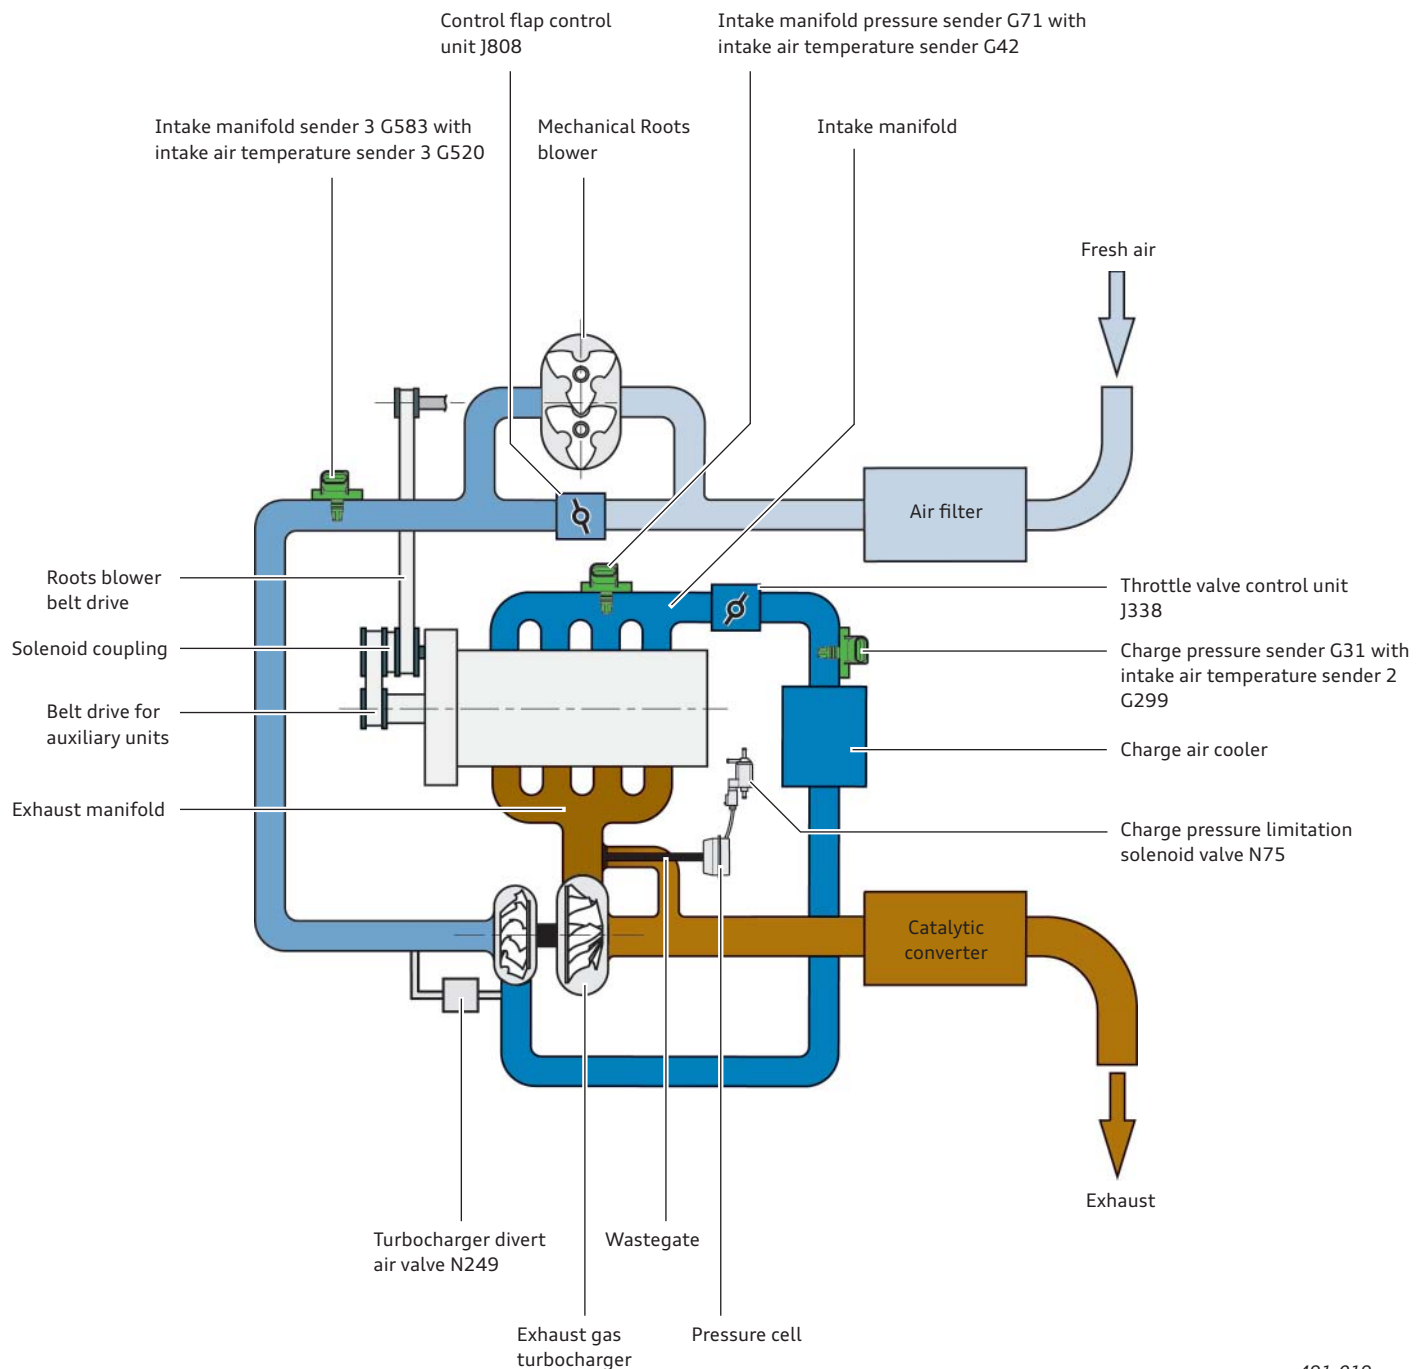 Control flap control
unit J808
Intake manifold pressure sender G71 with
intake air temperature sender G42
Intake manifold sender 3 G583 with
intake air temperature sender 3 G520
Mechanical Roots
blower
Intake manifold
Fresh air
Air filter
Roots blower
belt drive
Throttle valve control unit
J338
Solenoid coupling
Charge pressure sender G31 with
intake air temperature sender 2
G299
Belt drive for
auxiliary units
Charge air cooler
Exhaust manifold
Charge pressure limitation
solenoid valve N75
Catalytic
converter
Exhaust
Turbocharger divert
air valve N249
Wastegate
Exhaust gas
turbocharger
Pressure cell